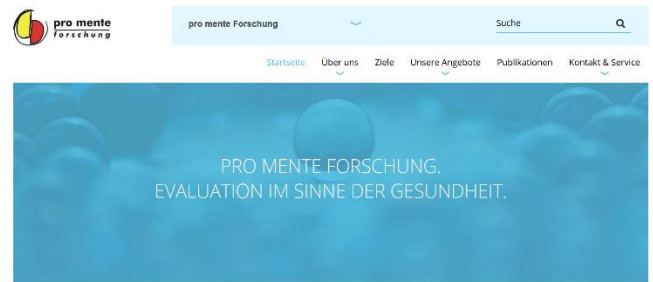 pro mente
forschung
pro mente Forschung
Suche
Startseite Über uns Ziele Unsere Angebote Publikationen Kontakt & Service
PRO MENTE FORSCHUNG.
EVALUATION IM SINNE DER GESUNDHEIT.